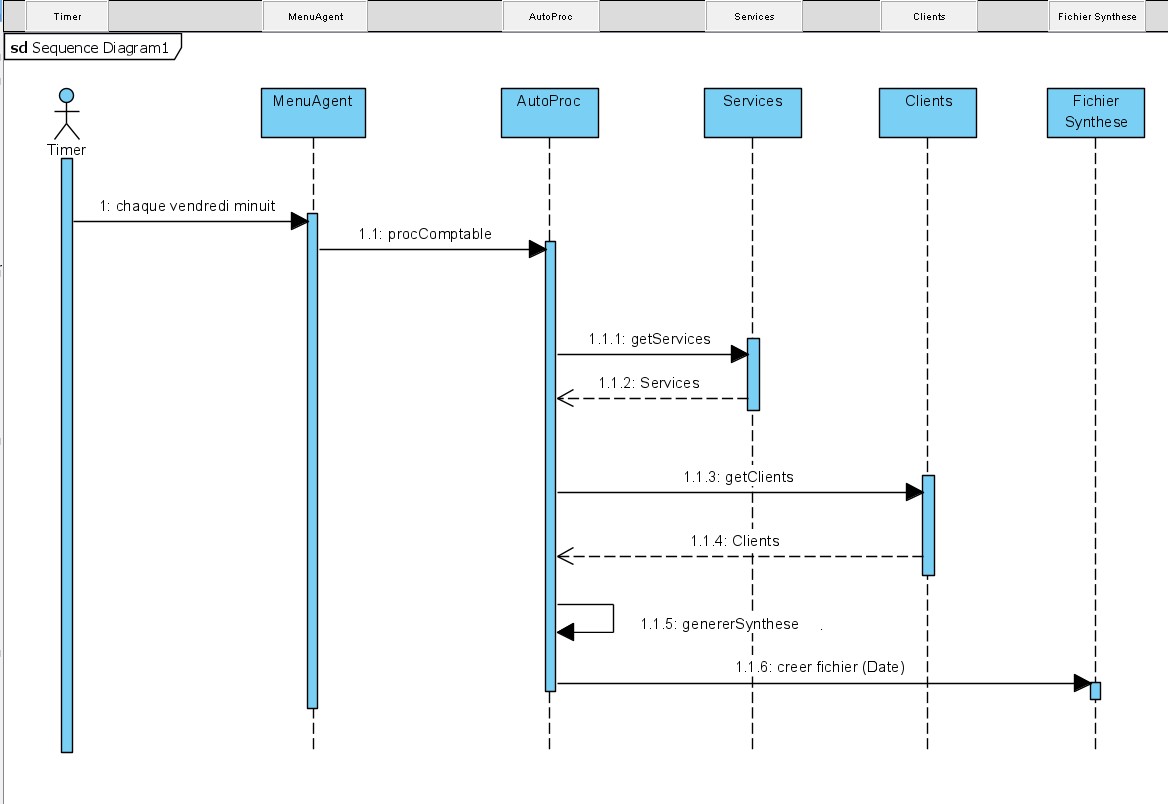 Timer
MenuAgent
AutoProc
Services
Clients
Fichier Synthese
sd Sequence Diagram1
Timer
MenuAgent
AutoProc
Services
Clients
Fichier
Synthese
1: chaque vendredi minuit
1.1: procComptable
1.1.1: getServices
1.1.2: Services
1.1.3: getClients
1.1.4: Clients
1.1.5: genererSynthese .
1.1.6: creer fichier (Date)